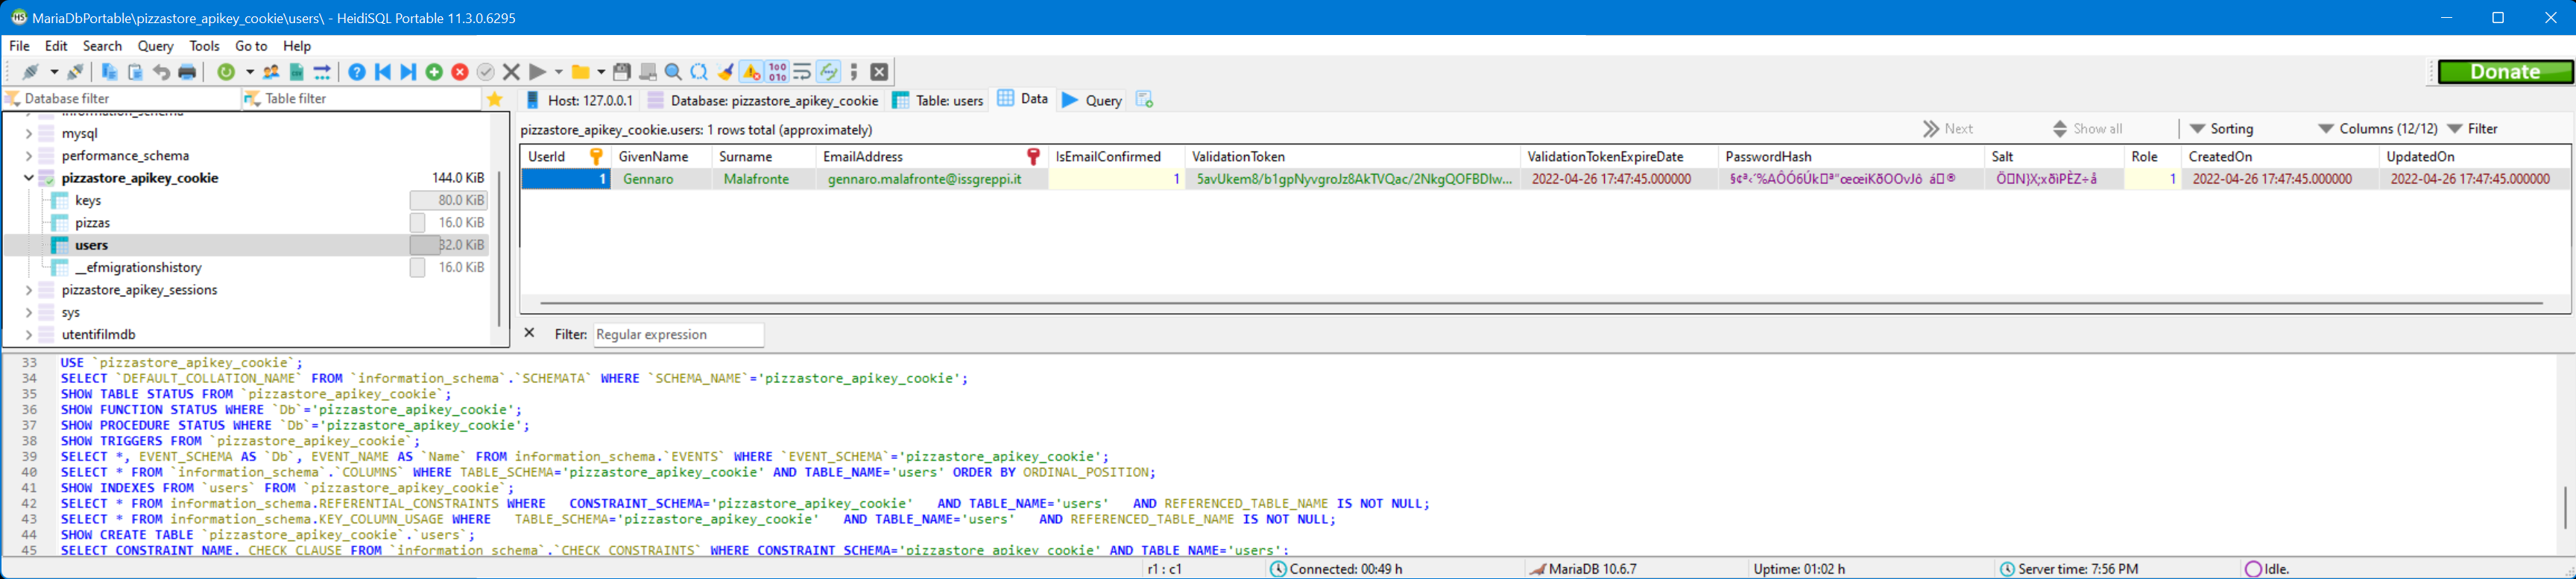 MariaDbPortable\pizzastore_apikey_cookie\users\ - HeidiSQL Portable 11.3.0.6295
File Edit Search Query Tools Go to Help
Donate
Database filter Table filter
Host: 127.0.0.1 Database: pizzastore_apikey_cookie Table: users Data Query
mysql
performance_schema
pizzastore_apikey_cookie 144.0 KiB
keys 80.0 KiB
pizzas 16.0 KiB
users 32.0 KiB
__efmigrationshistory 16.0 KiB
pizzastore_apikey_sessions
sys
utentifilmdb
pizzastore_apikey_cookie.users: 1 rows total (approximately) Next Show all Sorting Columns (12/12) Filter
UserId GivenName Surname EmailAddress IsEmailConfirmed ValidationToken ValidationTokenExpireDate PasswordHash Salt Role CreatedOn UpdatedOn
1 Gennaro Malafronte gennaro.malafronte@issgreppi.it 1 5avUkem8/b1gpNyvgroJz8AkTVQac/2NkgQOFBDlw... 2022-04-26 17:47:45.000000 1 2022-04-26 17:47:45.000000 2022-04-26 17:47:45.000000
Filter: Regular expression
33 USE `pizzastore_apikey_cookie`;
34 SELECT `DEFAULT_COLLATION_NAME` FROM `information_schema`.`SCHEMATA` WHERE `SCHEMA_NAME`='pizzastore_apikey_cookie';
35 SHOW TABLE STATUS FROM `pizzastore_apikey_cookie`;
36 SHOW FUNCTION STATUS WHERE `Db`='pizzastore_apikey_cookie';
37 SHOW PROCEDURE STATUS WHERE `Db`='pizzastore_apikey_cookie';
38 SHOW TRIGGERS FROM `pizzastore_apikey_cookie`;
39 SELECT *, EVENT_SCHEMA AS `Db`, EVENT_NAME AS `Name` FROM information_schema.`EVENTS` WHERE `EVENT_SCHEMA`='pizzastore_apikey_cookie';
40 SELECT * FROM `information_schema`.`COLUMNS` WHERE TABLE_SCHEMA='pizzastore_apikey_cookie' AND TABLE_NAME='users' ORDER BY ORDINAL_POSITION;
41 SHOW INDEXES FROM `users` FROM `pizzastore_apikey_cookie`;
42 SELECT * FROM information_schema.REFERENTIAL_CONSTRAINTS WHERE CONSTRAINT_SCHEMA='pizzastore_apikey_cookie' AND TABLE_NAME='users' AND REFERENCED_TABLE_NAME IS NOT NULL;
43 SELECT * FROM information_schema.KEY_COLUMN_USAGE WHERE TABLE_SCHEMA='pizzastore_apikey_cookie' AND TABLE_NAME='users' AND REFERENCED_TABLE_NAME IS NOT NULL;
44 SHOW CREATE TABLE `pizzastore_apikey_cookie`.`users`;
45 SELECT CONSTRAINT_NAME, CHECK_CLAUSE FROM `information_schema`.`CHECK_CONSTRAINTS` WHERE CONSTRAINT_SCHEMA='pizzastore_apikey_cookie' AND TABLE_NAME='users';
r1 : c1 Connected: 00:49 h MariaDB 10.6.7 Uptime: 01:02 h Server time: 7:56 PM Idle.